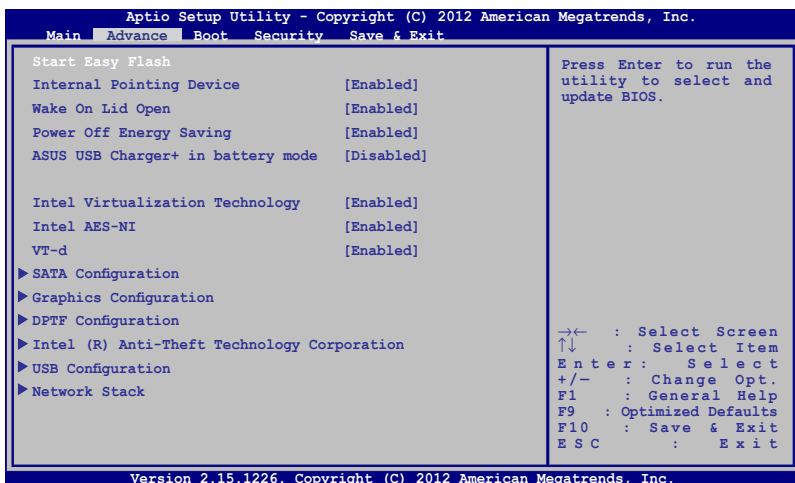 Aptio Setup Utility - Copyright (C) 2012 American Megatrends, Inc.
Main Advance Boot Security Save & Exit
Start Easy Flash
Internal Pointing Device [Enabled]
Wake On Lid Open [Enabled]
Power Off Energy Saving [Enabled]
ASUS USB Charger+ in battery mode [Disabled]
Intel Virtualization Technology [Enabled]
Intel AES-NI [Enabled]
VT-d [Enabled]
SATA Configuration
Graphics Configuration
DPTF Configuration
Intel (R) Anti-Theft Technology Corporation
USB Configuration
Network Stack
Press Enter to run the
utility to select and
update BIOS.
→← : Select Screen
↑↓ : Select Item
Enter: Select
+/— : Change Opt.
F1 : General Help
F9 : Optimized Defaults
F10 : Save & Exit
ESC : Exit
Version 2.15.1226. Copyright (C) 2012 American Megatrends, Inc.